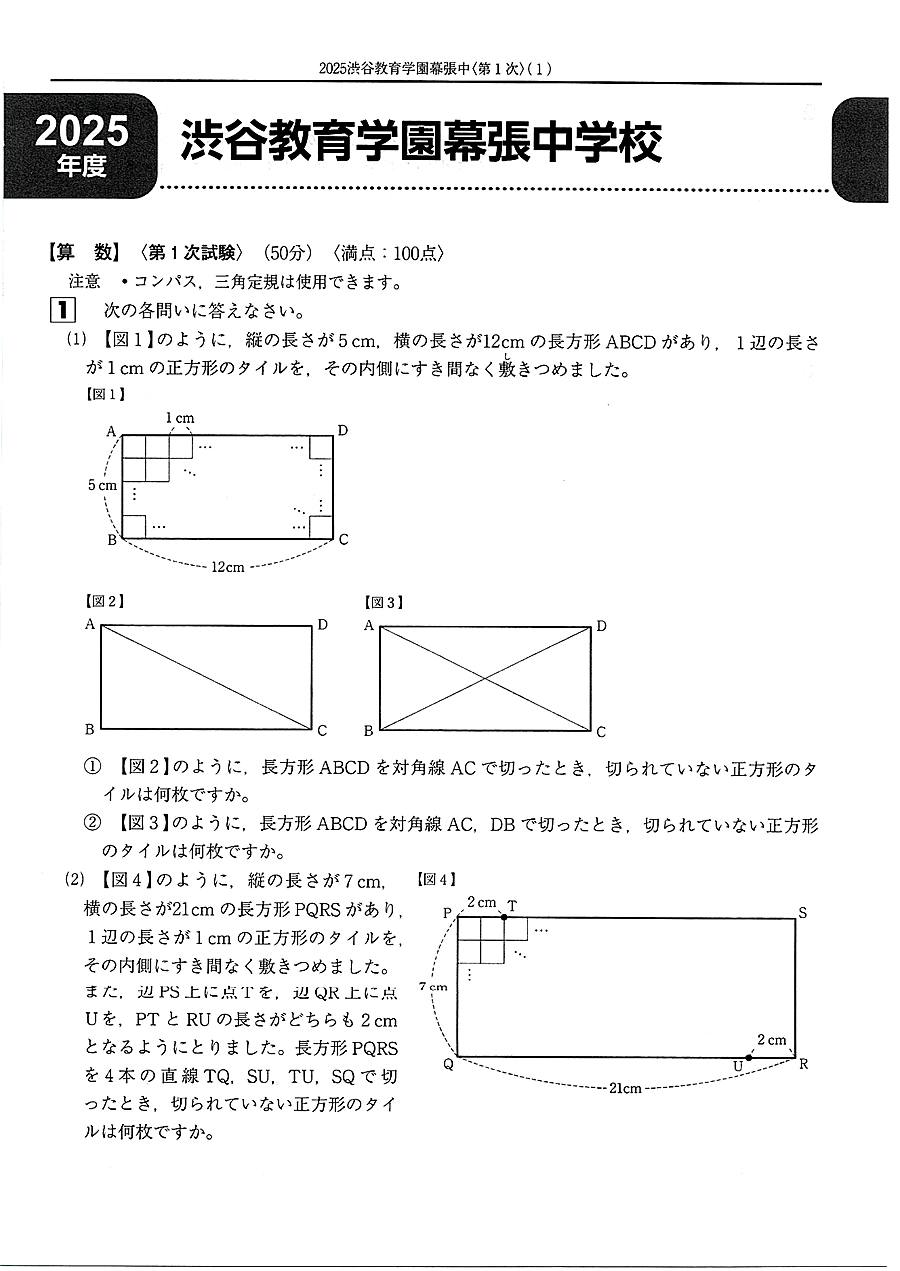 2025渋谷教育学園幕張中〈第1次〉(1)
2025
年度
渋谷教育学園幕張中学校
【算 数】〈第1次試験〉(50分)〈満点:100点〉
注意 ・コンパス,三角定規は使用できます。
1 次の各問いに答えなさい。
(1) 【図1】のように,縦の長さが5cm,横の長さが12cmの長方形ABCDがあり,1辺の長さ
し
が1cmの正方形のタイルを,その内側にすき間なく敷きつめました。
【図1】
1cm
A D
5cm
B C
12cm
【図2】 【図3】
A D A D
B C B C
① 【図2】のように,長方形ABCDを対角線ACで切ったとき,切られていない正方形のタ
イルは何枚ですか。
② 【図3】のように,長方形ABCDを対角線AC,DBで切ったとき,切られていない正方形
のタイルは何枚ですか。
(2) 【図4】のように,縦の長さが7cm,
横の長さが21cmの長方形PQRSがあり,
1辺の長さが1cmの正方形のタイルを,
その内側にすき間なく敷きつめました。
また,辺PS上に点Tを,辺QR上に点
Uを,PTとRUの長さがどちらも2cm
となるようにとりました。長方形PQRS
を4本の直線TQ,SU,TU,SQで切
ったとき,切られていない正方形のタイ
ルは何枚ですか。
【図4】
2cm
P T S
7cm
2cm
Q U R
21cm